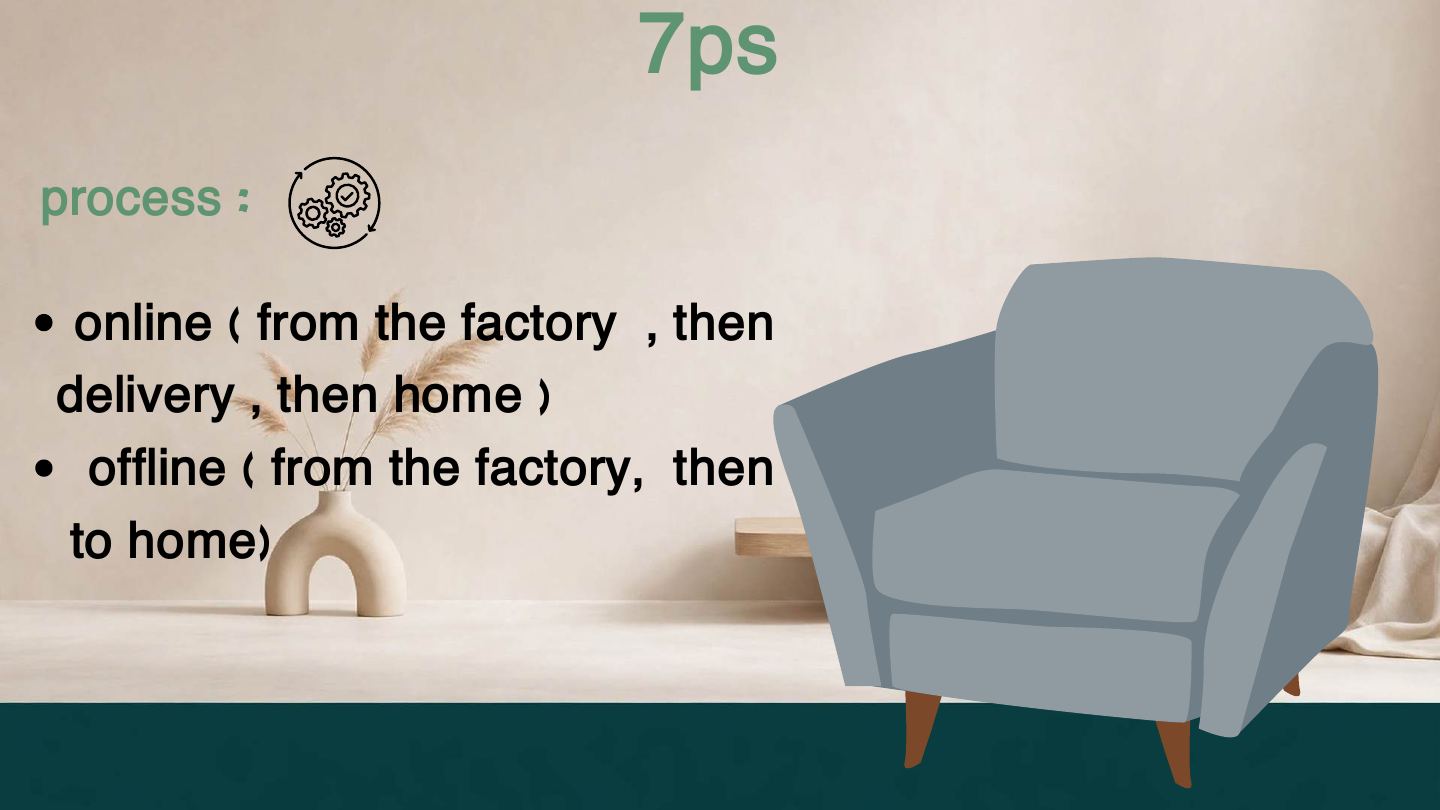 7ps
process :
• online ( from the factory , then
delivery , then home )
• offline ( from the factory, then
to home)